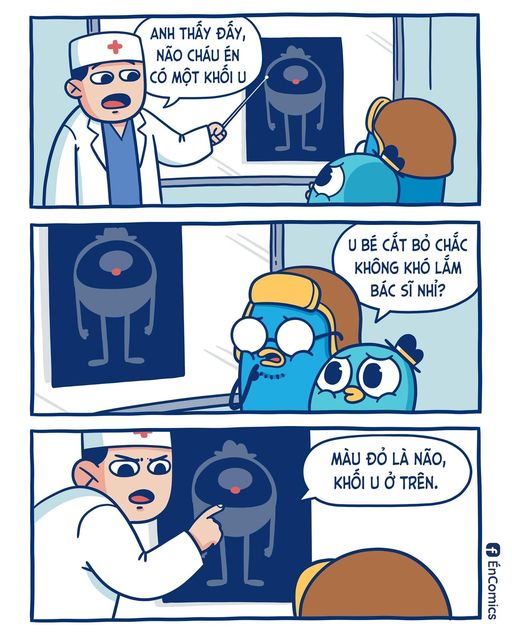 ANH THẤY ĐẤY,
NÃO CHÁU ÉN
CÓ MỘT KHỐI U
U BÉ CẮT BỎ CHẮC
KHÔNG KHÓ LẮM
BÁC SĨ NHỈ?
MÀU ĐỎ LÀ NÃO,
KHỐI U Ở TRÊN.
ÉnComics